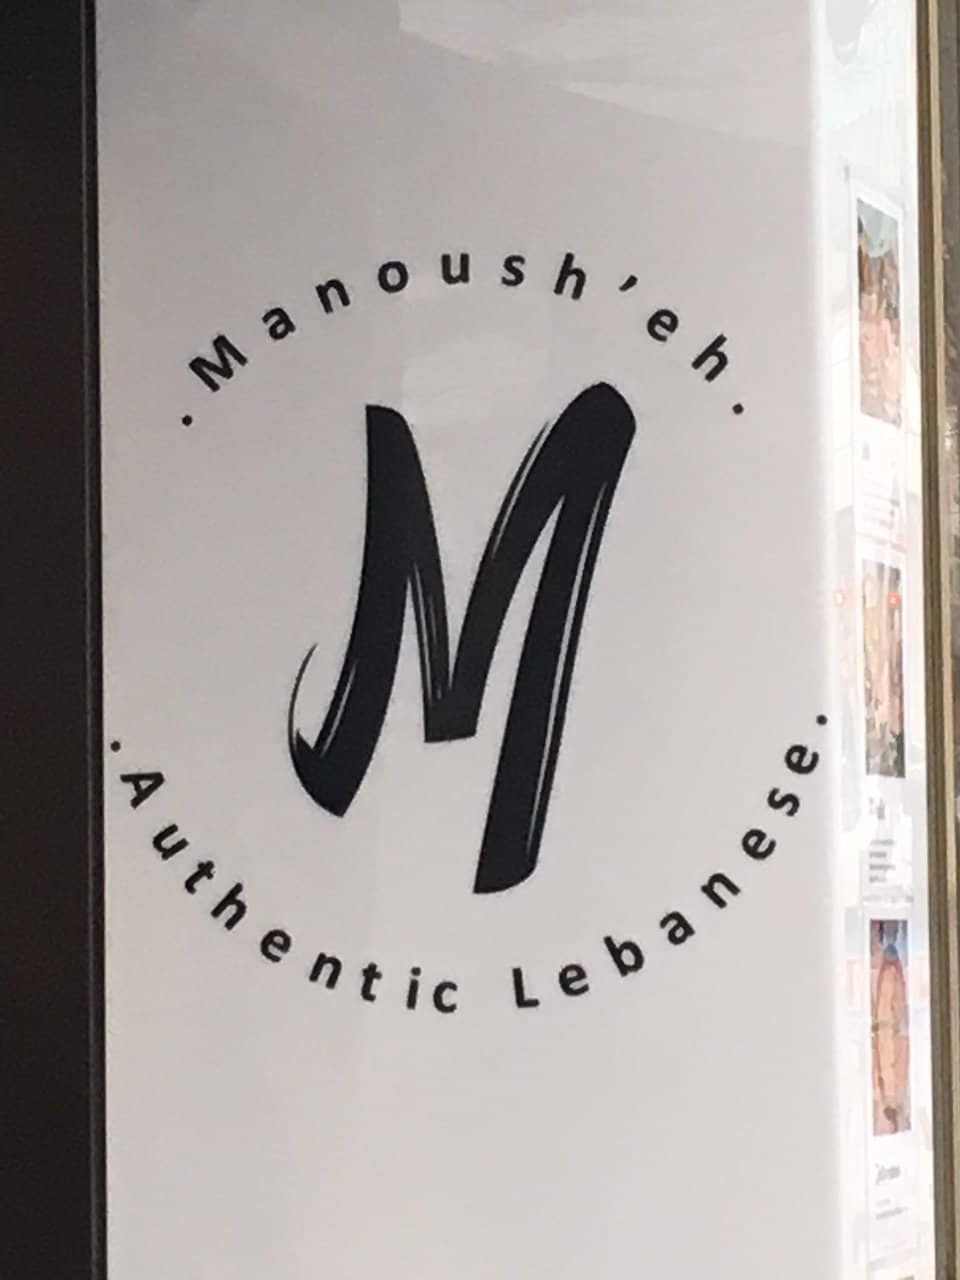 . Manoush'eh .
M
. Authentic Lebanese .